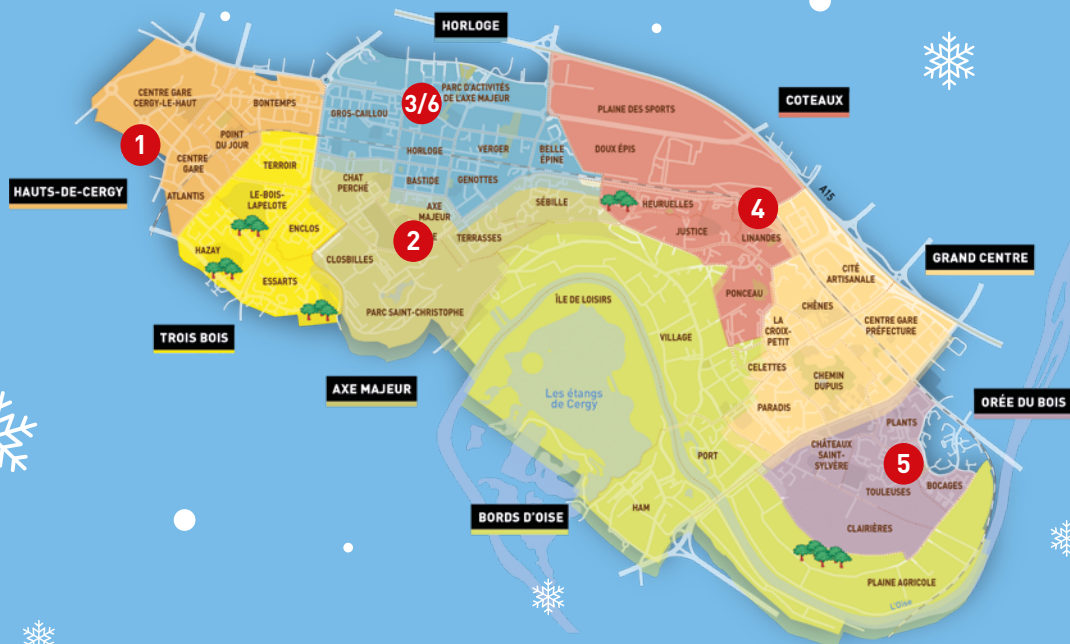 HORLOGE
CENTRE GARE
CERGY-LE-HAUT
BONTEMPS
PARC D'ACTIVITÉS
DE L'AXE MAJEUR
3/6
GROS-CAILLOU
PLAINE DES SPORTS
COTEAUX
1
POINT
DU JOUR
CENTRE
GARE
HORLOGE
VERGER
BELLE
ÉPINE
DOUX ÉPIS
TERROIR
HAUTS-DE-CERGY
ATLANTIS
LE-BOIS-
LAPELOTE
CHAT
PERCHÉ
BASTIDE
GENOTTES
A15
AXE
MAJEUR
SÉBILLE
HEURUELLES
4
JUSTICE
LINANDES
ENCLOS
2
E
TERRASSES
HAZAY
CLOSBILLES
ESSARTS
GRAND CENTRE
CITÉ
ARTISANALE
PONCEAU
CHÊNES
PARC SAINT-CHRISTOPHE
ÎLE DE LOISIRS
TROIS BOIS
VILLAGE
LA
CROIX-
PETIT
CENTRE GARE
PRÉFECTURE
CELETTES
CHEMIN
DUPUIS
AXE MAJEUR
Les étangs
de Cergy
PARADIS
ORÉE DU BOIS
PLANTS
CHÂTEAUX
SAINT-
SYLVÈRE
5
PORT
TOULEUSES
BOCAGES
BORDS D'OISE
HAM
CLAIRIÈRES
PLAINE AGRICOLE
L'Oise